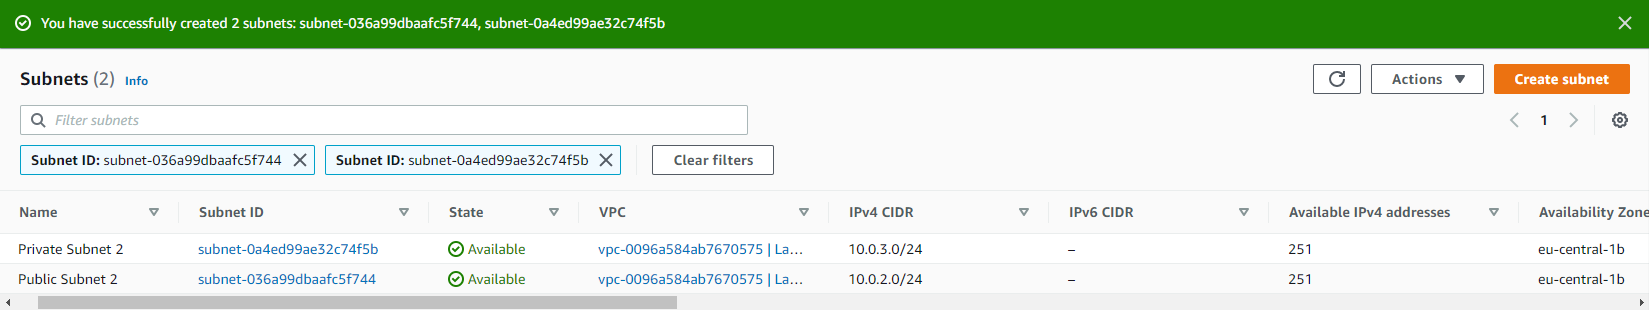 You have successfully created 2 subnets: subnet-036a99dbaafc5f744, subnet-0a4ed99ae32c74f5b
Subnets (2) Info
Actions
Create subnet
Filter subnets
1
Subnet ID: subnet-036a99dbaafc5f744
Subnet ID: subnet-0a4ed99ae32c74f5b
Clear filters
Name Subnet ID State VPC IPv4 CIDR IPv6 CIDR Available IPv4 addresses Availability Zone
Private Subnet 2 subnet-0a4ed99ae32c74f5b Available vpc-0096a584ab7670575 | La... 10.0.3.0/24 – 251 eu-central-1b
Public Subnet 2 subnet-036a99dbaafc5f744 Available vpc-0096a584ab7670575 | La... 10.0.2.0/24 – 251 eu-central-1b